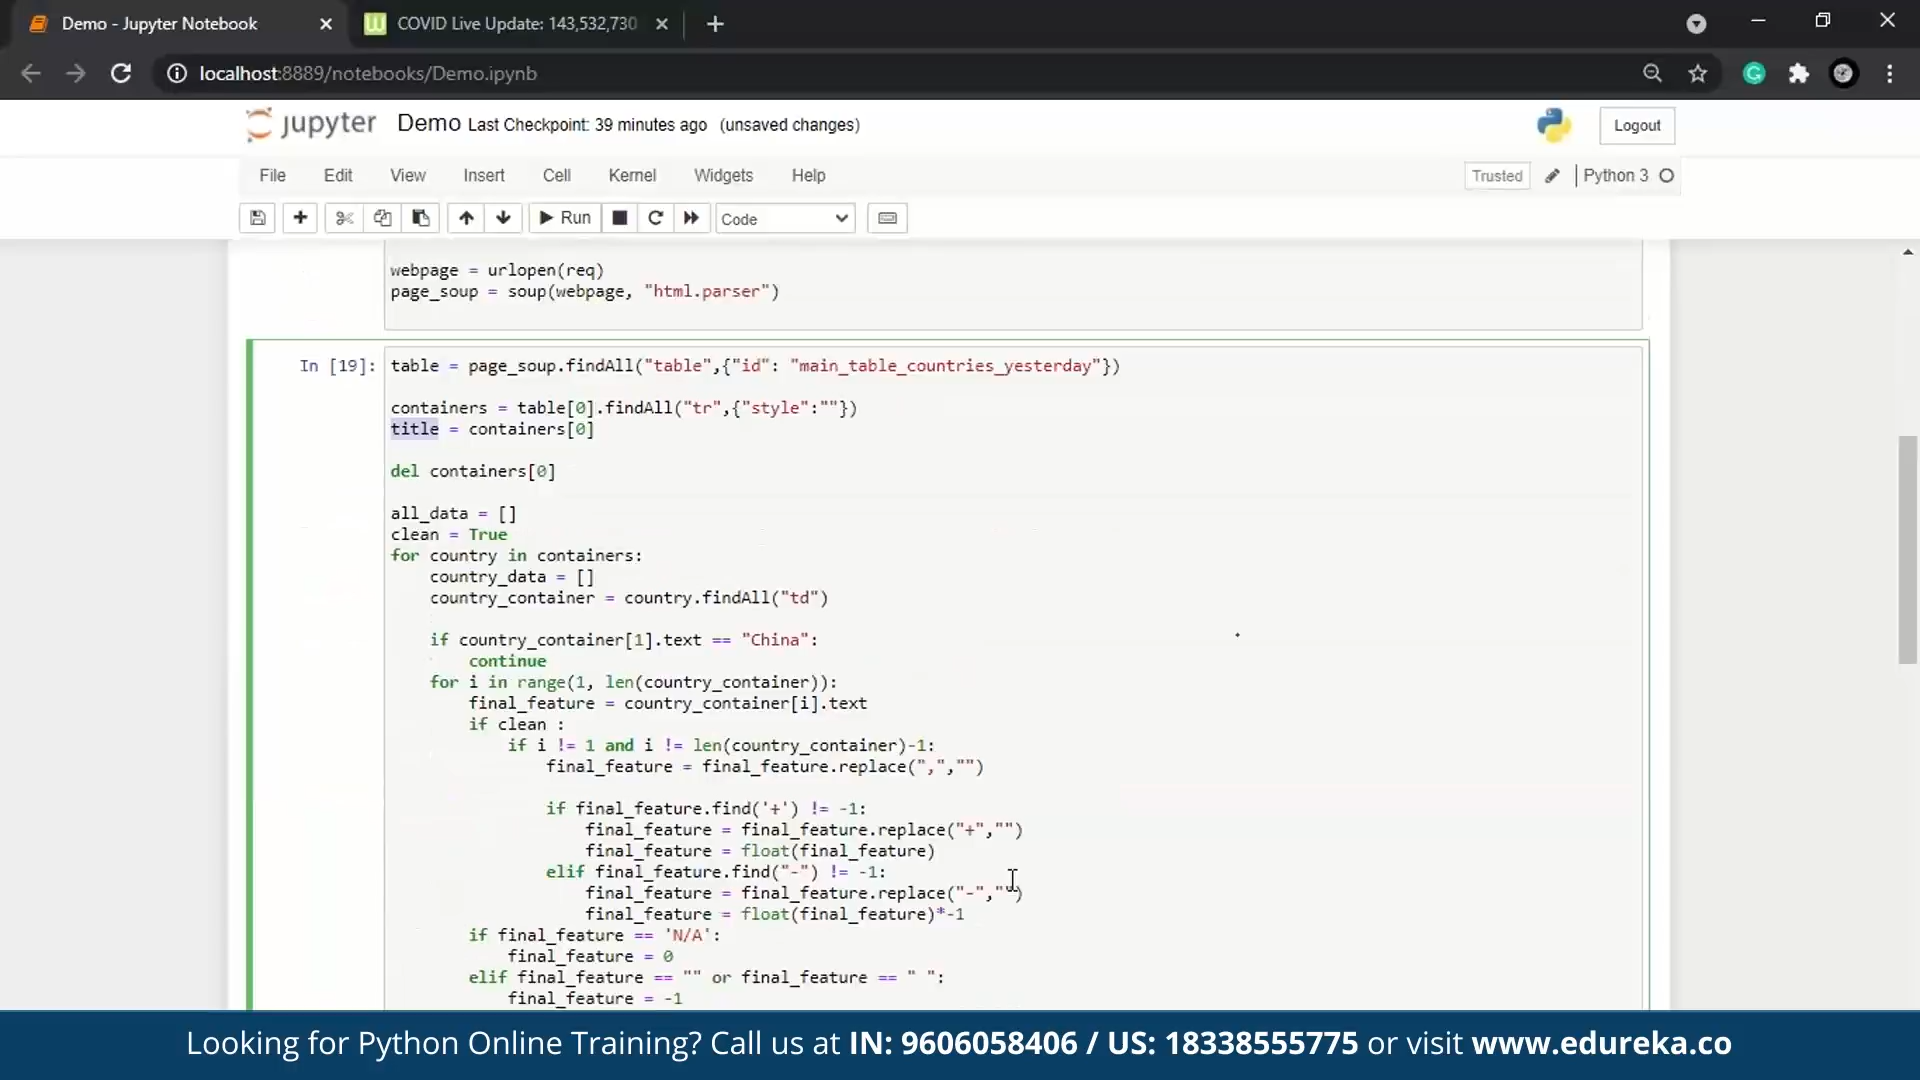 Demo - Jupyter Notebook
COVID Live Update: 143,532,730
localhost:8889/notebooks/Demo.ipynb
jupyter Demo Last Checkpoint: 39 minutes ago (unsaved changes)
Logout
File Edit View Insert Cell Kernel Widgets Help
Trusted Python 3
Run Code
webpage = urlopen(req)
page_soup = soup(webpage, "html.parser")
In [19]:
table = page_soup.findAll("table",{"id": "main_table_countries_yesterday"})
containers = table[0].findAll("tr",{"style":""})
title = containers[0]
del containers[0]
all_data = []
clean = True
for country in containers:
    country_data = []
    country_container = country.findAll("td")
    if country_container[1].text == "China":
        continue
    for i in range(1, len(country_container)):
        final_feature = country_container[i].text
        if clean :
            if i != 1 and i != len(country_container)-1:
                final_feature = final_feature.replace(",","")
                if final_feature.find('+') != -1:
                    final_feature = final_feature.replace("+","")
                    final_feature = float(final_feature)
                elif final_feature.find("-") != -1:
                    final_feature = final_feature.replace("-","")
                    final_feature = float(final_feature)*-1
        if final_feature == 'N/A':
            final_feature = 0
        elif final_feature == "" or final_feature == " ":
            final_feature = -1
Looking for Python Online Training? Call us at IN: 9606058406 / US: 18338555775 or visit www.edureka.co